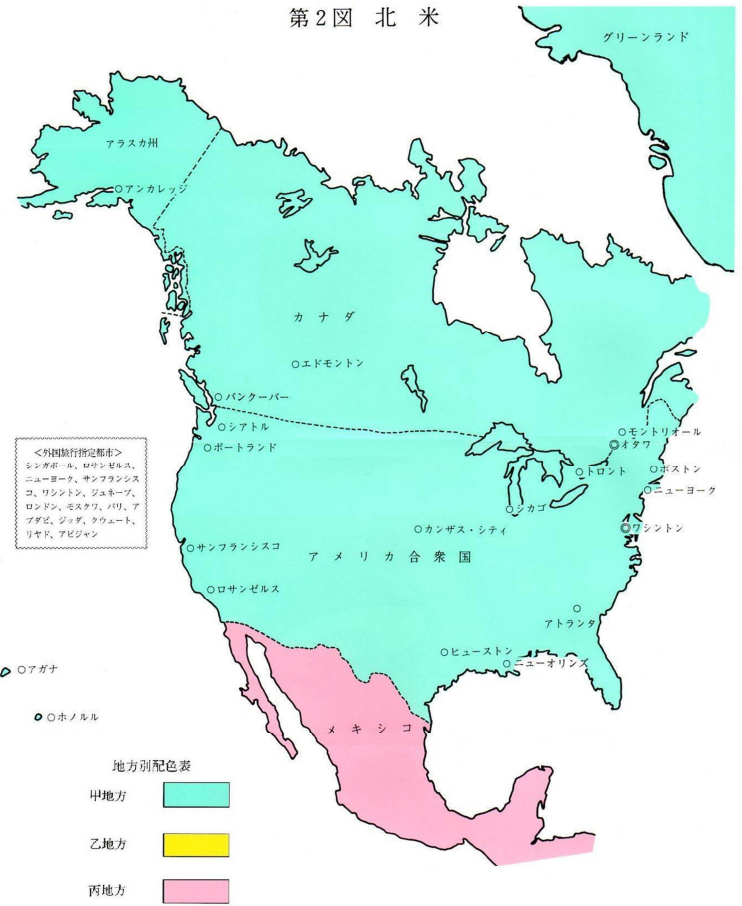 第2図 北 米
グリーンランド
アラスカ州
○アンカレッジ
カ ナ ダ
○エドモントン
○バンクーバー
○シアトル
○ポートランド
○モントリオール
◎オタワ
○トロント
○ボストン
○ニューヨーク
○シカゴ
◎ワシントン
○カンザス・シティ
<外国旅行指定都市>
シンガポール、ロサンゼルス、
ニューヨーク、サンフランシス
コ、ワシントン、ジュネーブ、
ロンドン、モスクワ、パリ、ア
ブダビ、ジッダ、クウェート、
リヤド、アビジャン
○サンフランシスコ
ア メ リ カ 合 衆 国
○ロサンゼルス
○
アトランタ
○ヒューストン
○ニューオリンズ
○アガナ
○ホノルル
メ キ シ コ
地方別配色表
甲地方
乙地方
丙地方